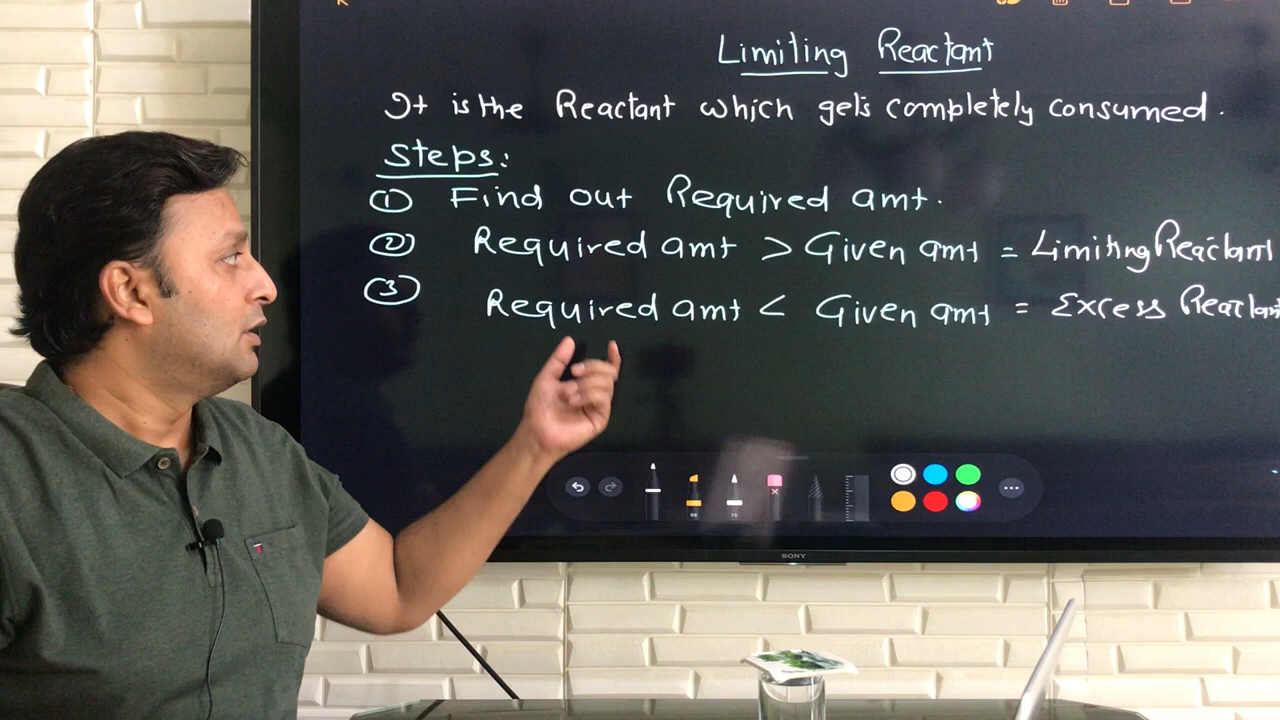 Limiting Reactant
It is the Reactant which gets completely consumed.
Steps:
① Find out Required amt.
② Required amt > Given amt = Limiting Reactant
③ Required amt < Given amt = Excess Reactant
SONY